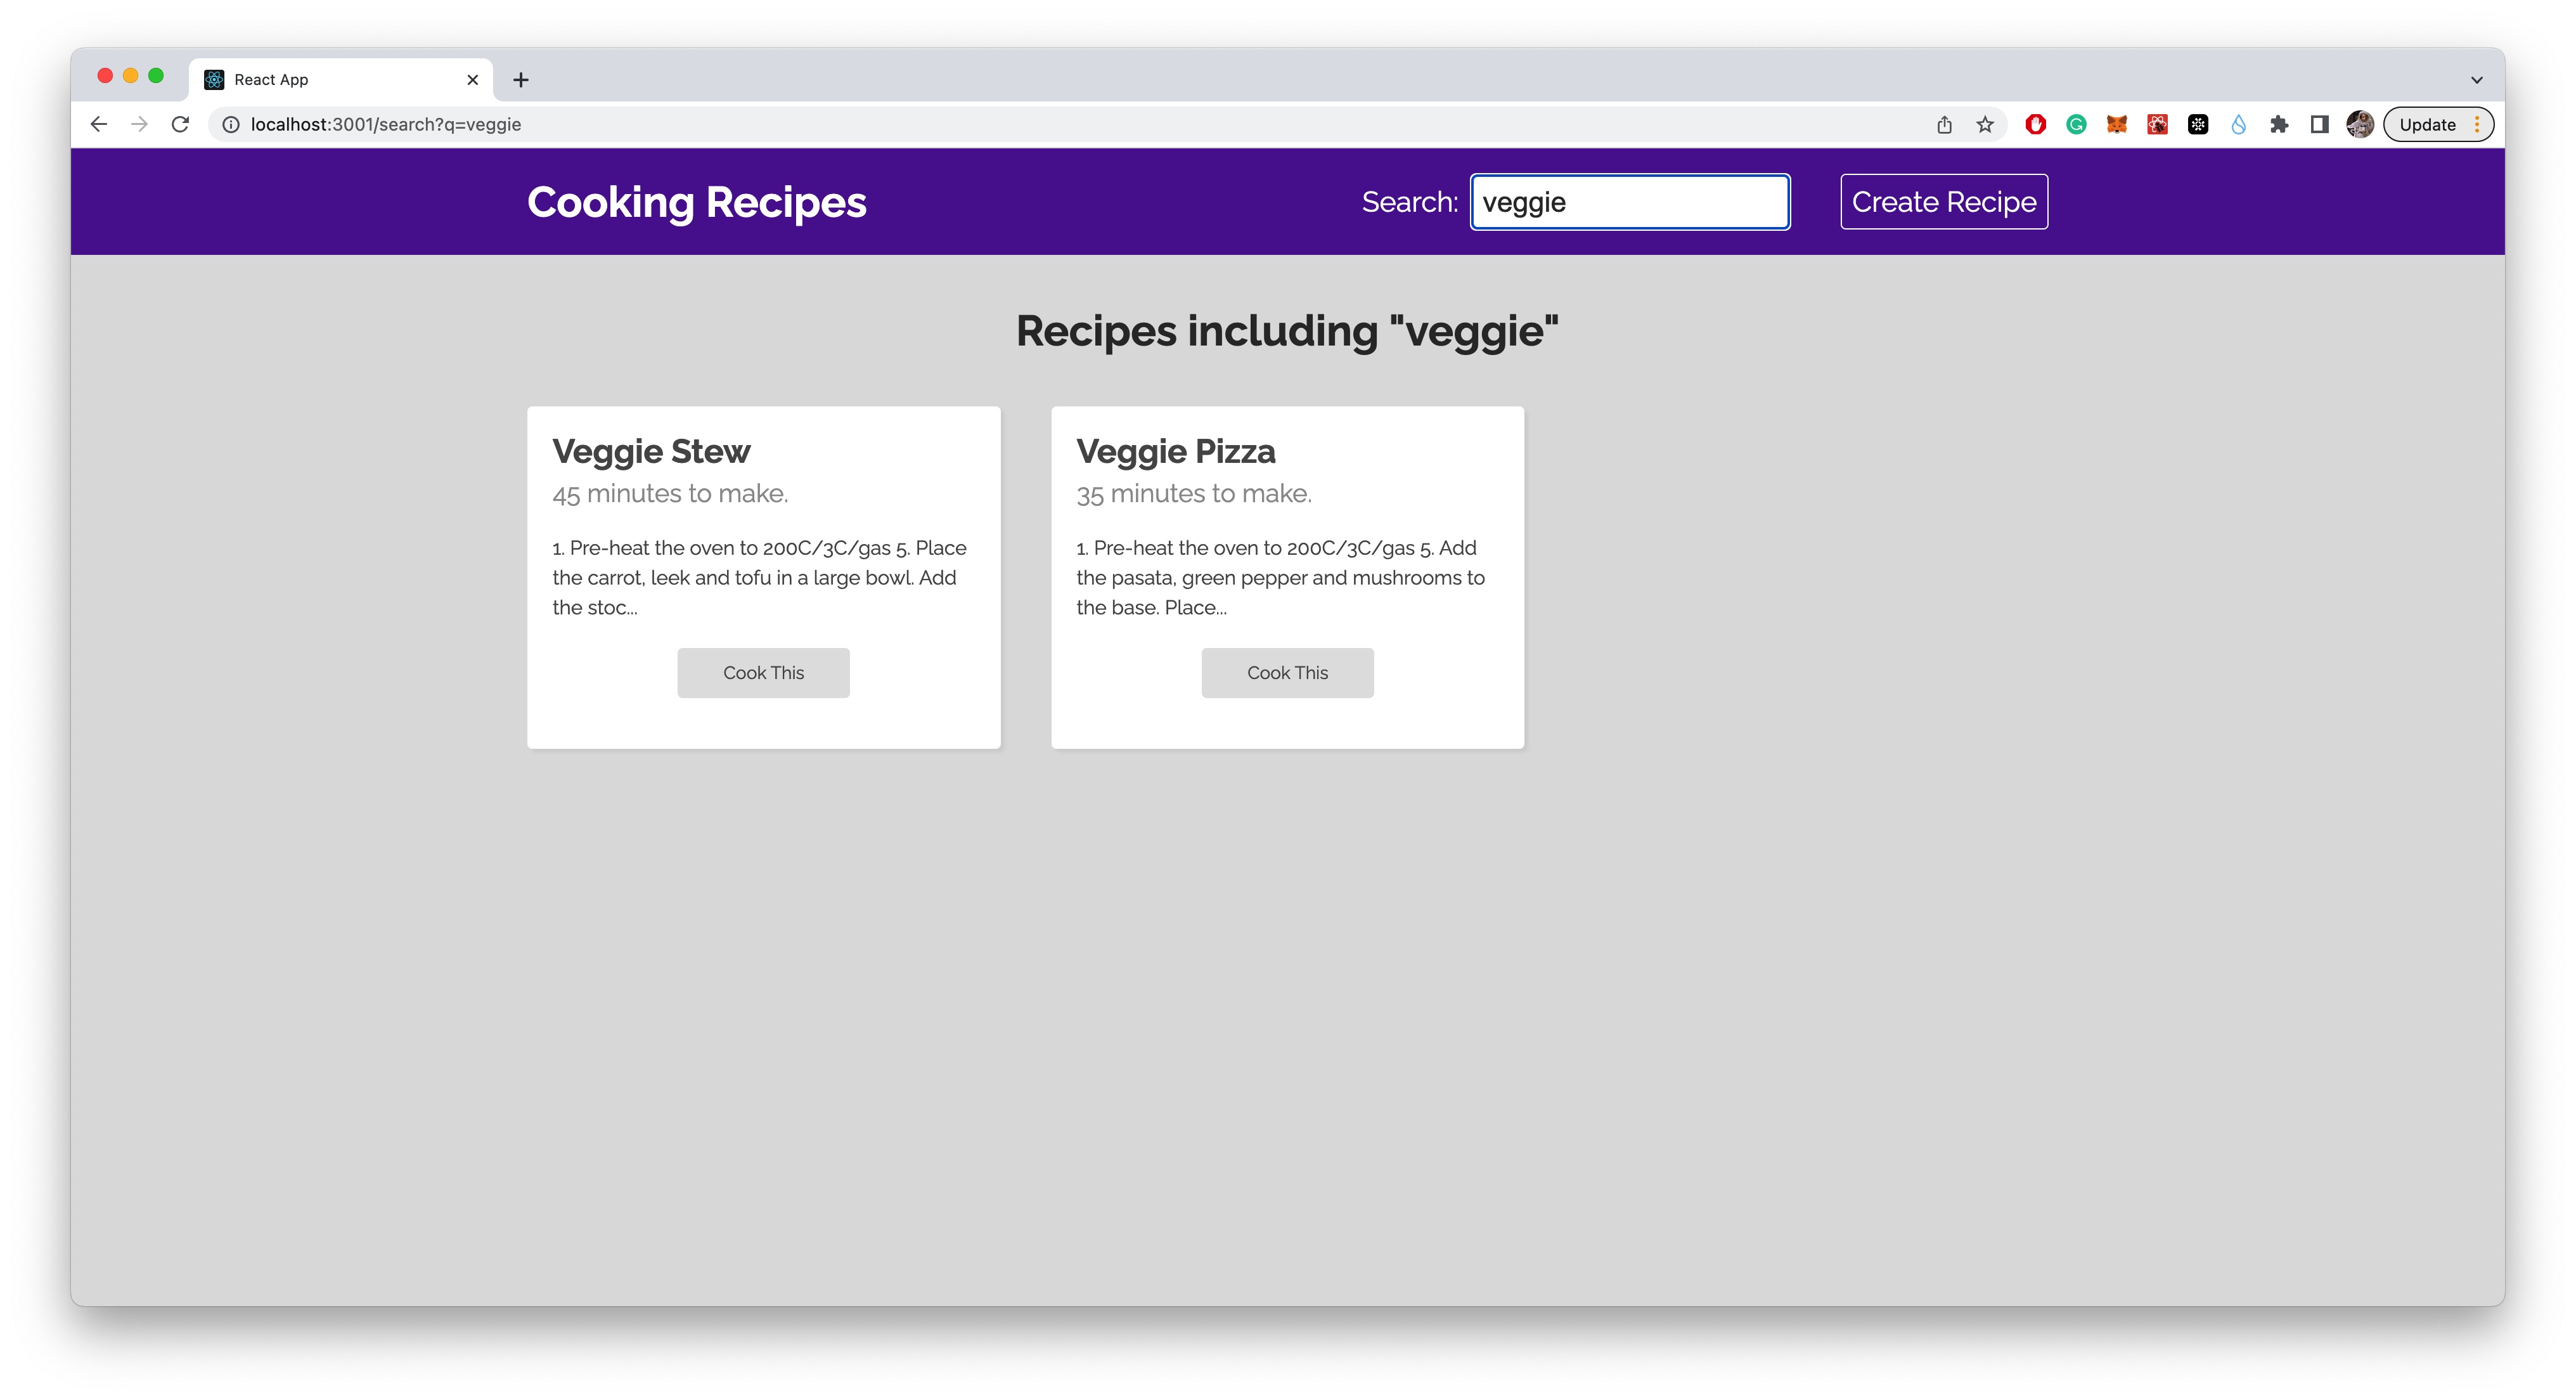 React App
localhost:3001/search?q=veggie
Update
Cooking Recipes
Search: veggie
Create Recipe
Recipes including "veggie"
Veggie Stew
45 minutes to make.
1. Pre-heat the oven to 200C/3C/gas 5. Place
the carrot, leek and tofu in a large bowl. Add
the stoc...
Cook This
Veggie Pizza
35 minutes to make.
1. Pre-heat the oven to 200C/3C/gas 5. Add
the pasata, green pepper and mushrooms to
the base. Place...
Cook This